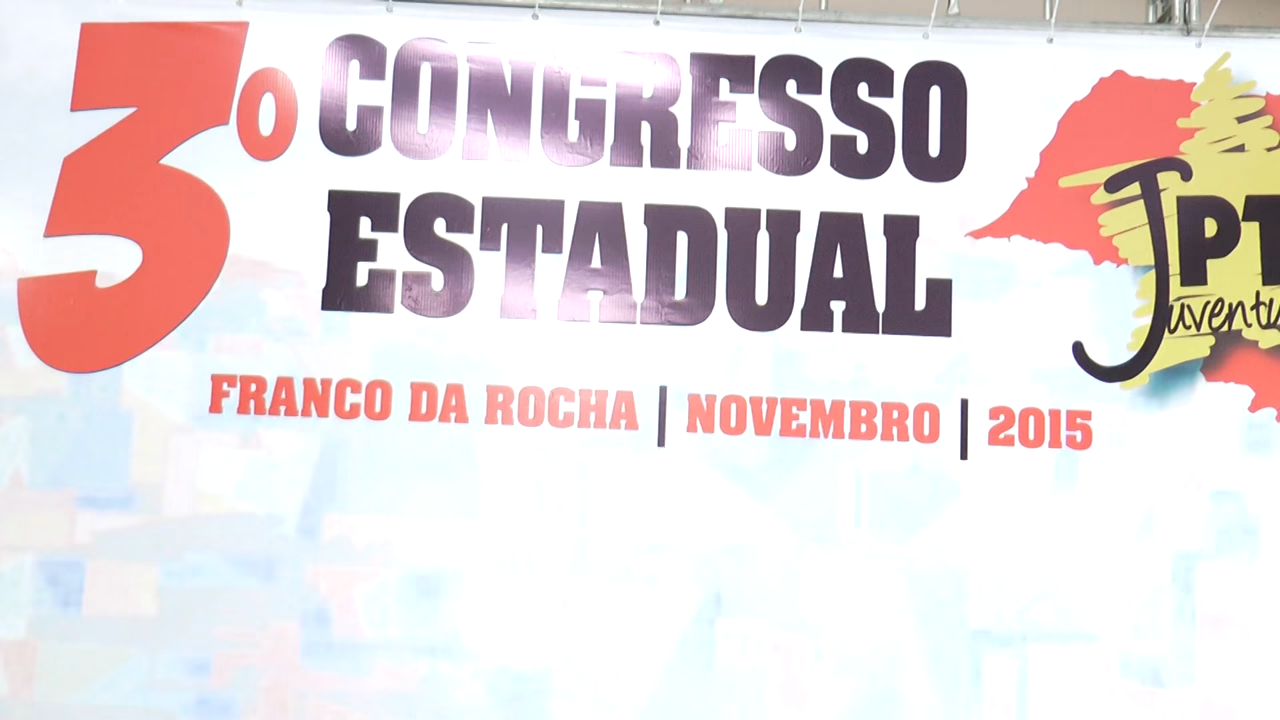 3º CONGRESSO
ESTADUAL
FRANCO DA ROCHA | NOVEMBRO | 2015
JPT
Juventu